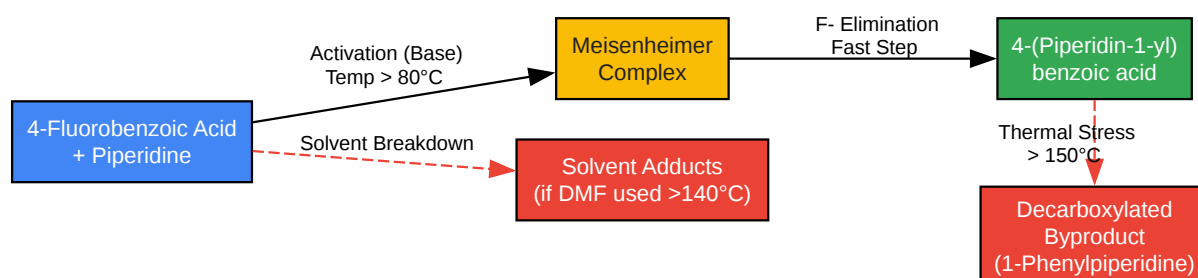 4-Fluorobenzoic Acid
+ Piperidine
Activation (Base)
Temp > 80°C
Solvent Breakdown
Meisenheimer
Complex
Solvent Adducts
(if DMF used >140°C)
F- Elimination
Fast Step
4-(Piperidin-1-yl)
benzoic acid
Thermal Stress
> 150°C
Decarboxylated
Byproduct
(1-Phenylpiperidine)